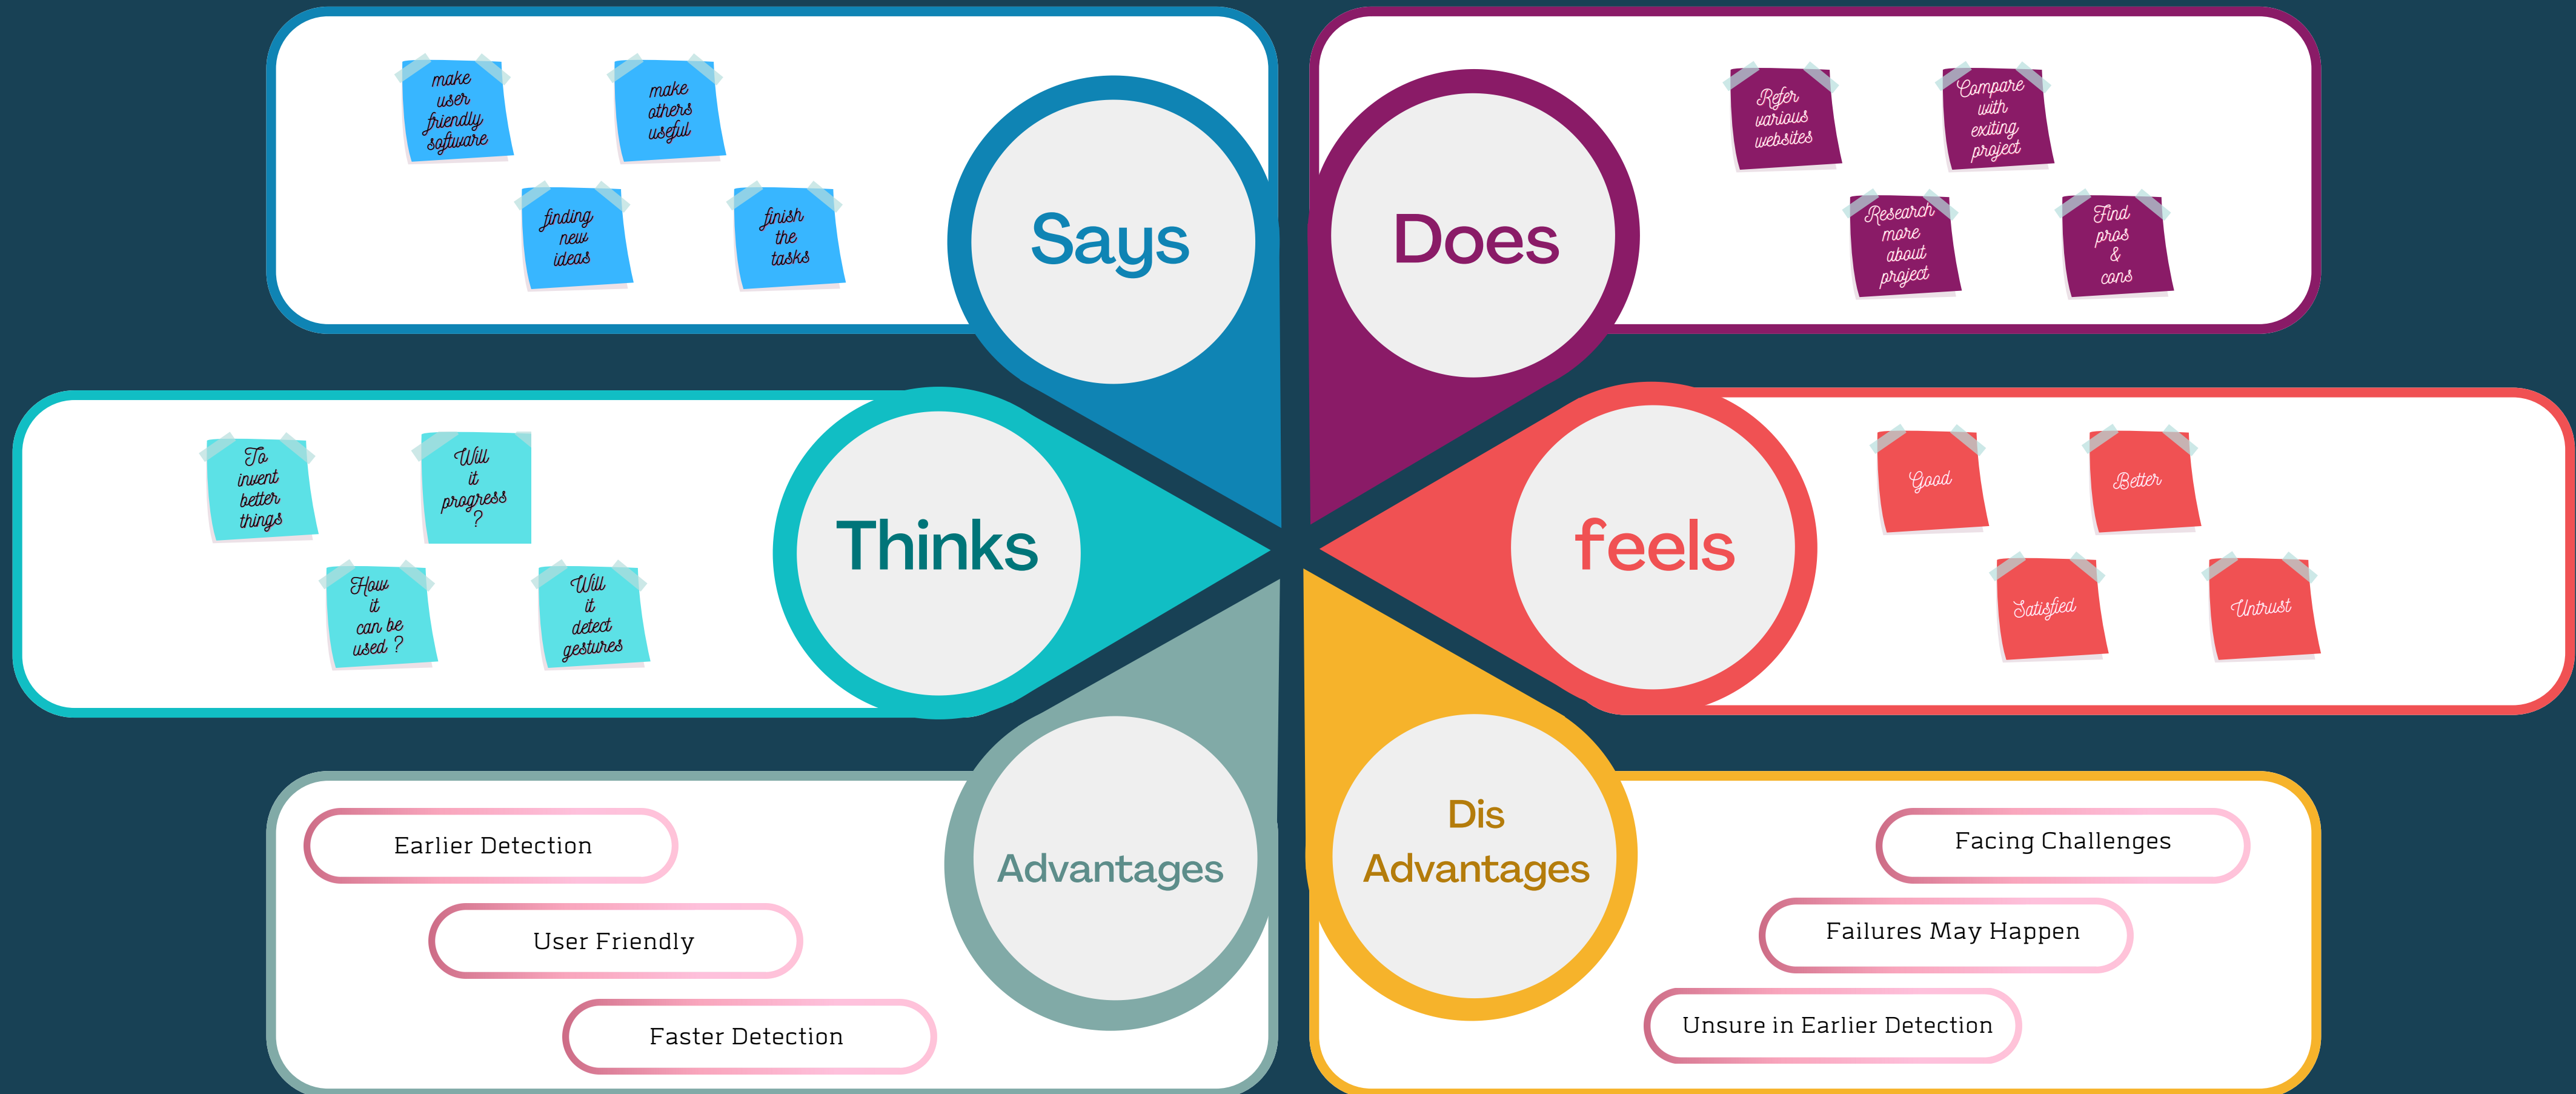 make
user
friendly
software
make
others
useful
finding
new
ideas
finish
the
tasks
Says
Does
Refer
various
websites
Compare
with
exiting
project
Research
more
about
project
Find
pros
&
cons
To
invent
better
things
Will
it
progress
?
How
it
can be
used ?
Will
it
detect
gestures
Thinks
feels
Good
Better
Satisfied
Untrust
Earlier Detection
User Friendly
Faster Detection
Advantages
Dis
Advantages
Facing Challenges
Failures May Happen
Unsure in Earlier Detection